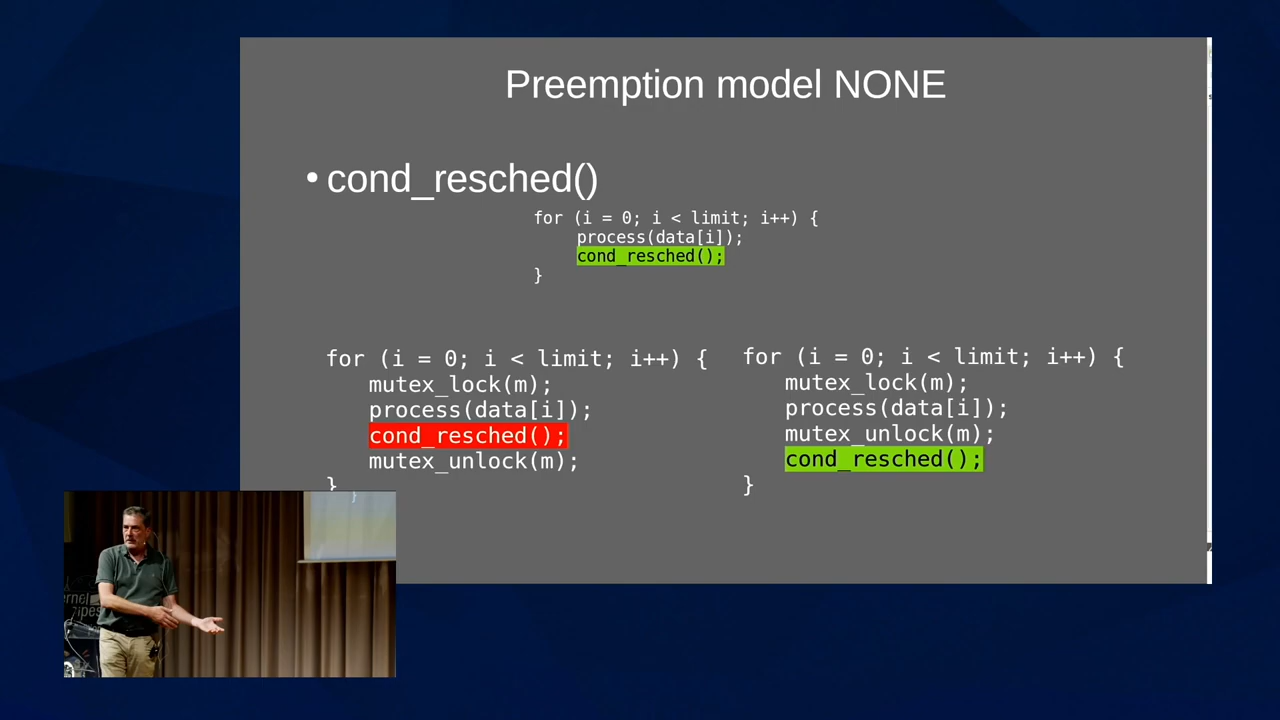 Preemption model NONE
• cond_resched()
for (i = 0; i < limit; i++) {
process(data[i]);
cond_resched();
}
for (i = 0; i < limit; i++) {
mutex_lock(m);
process(data[i]);
cond_resched();
mutex_unlock(m);
}
for (i = 0; i < limit; i++) {
mutex_lock(m);
process(data[i]);
mutex_unlock(m);
cond_resched();
}
}
ernel